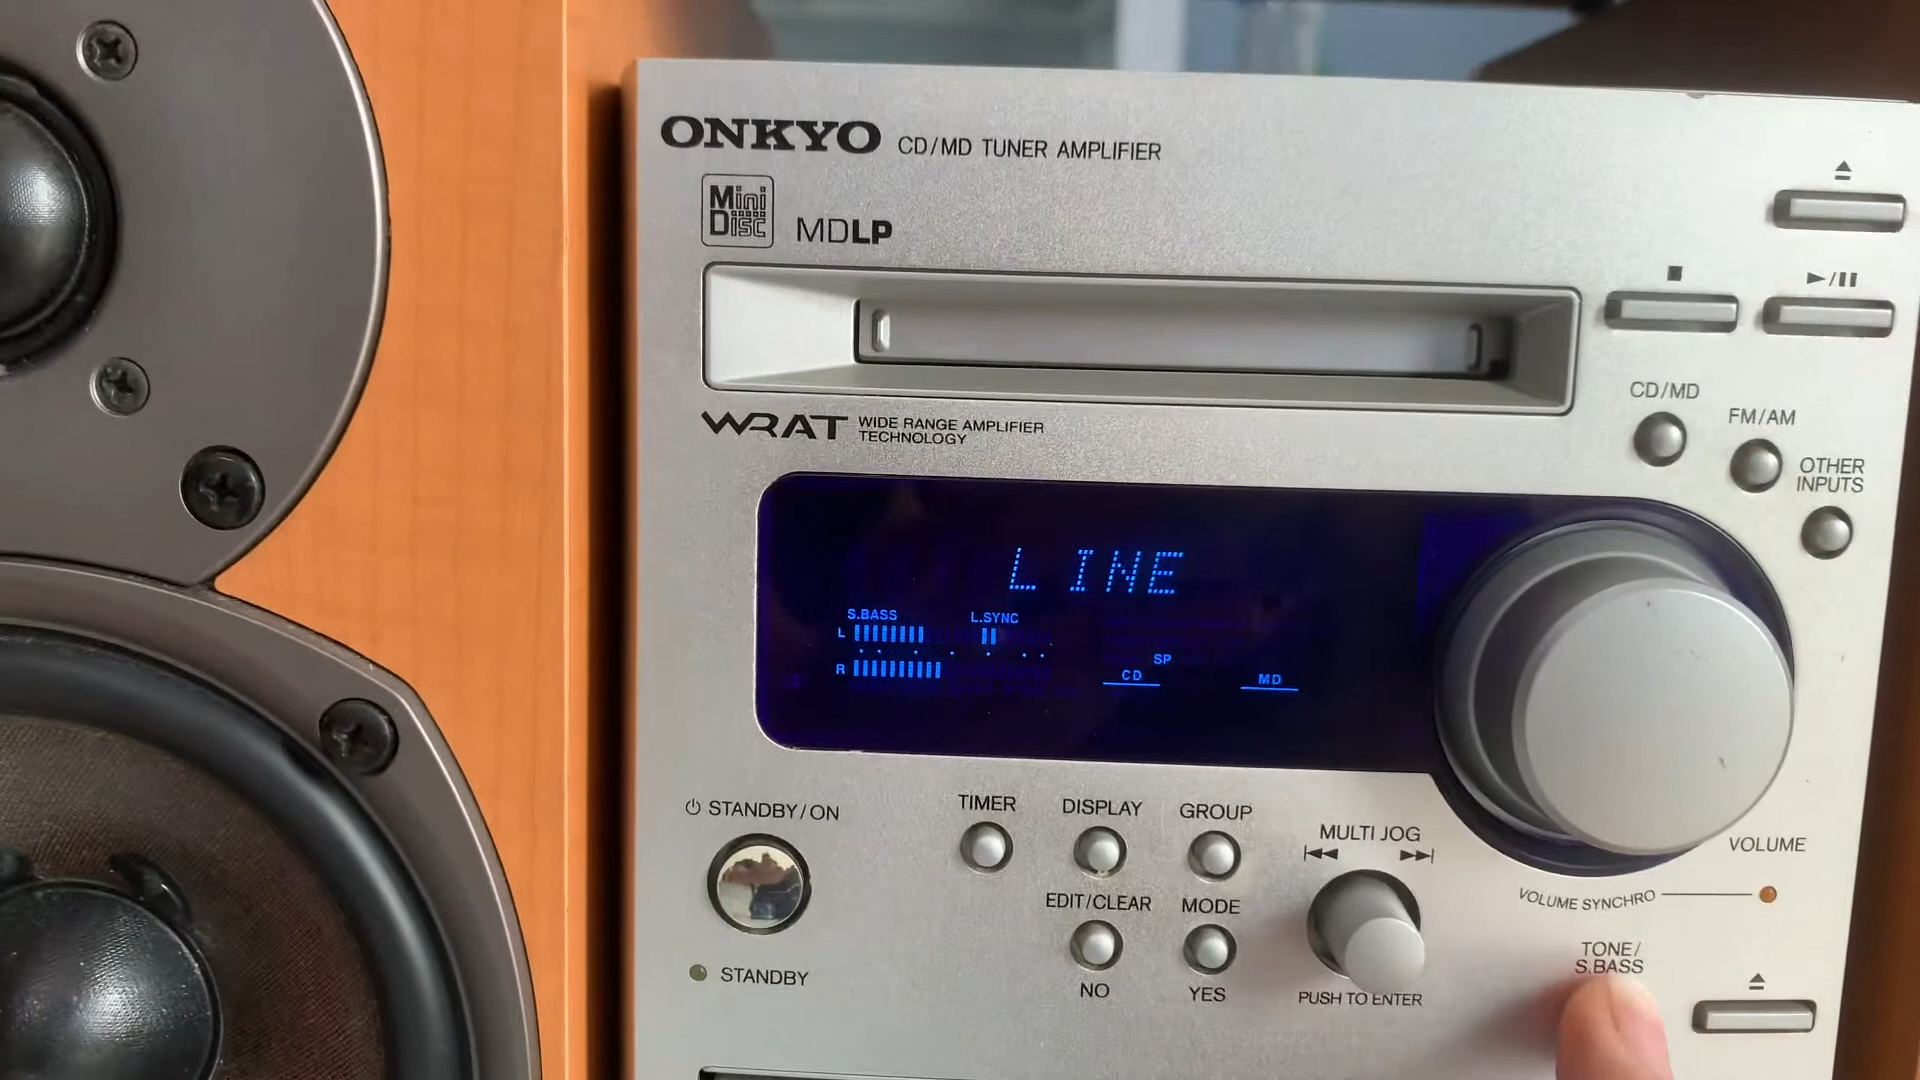 ONKYO CD/MD TUNER AMPLIFIER
Mini
Disc
MDLP
WRAT WIDE RANGE AMPLIFIER
TECHNOLOGY
CD/MD
FM/AM
OTHER
INPUTS
LINE
S.BASS L.SYNC
L
R
SP
CD MD
STANDBY/ON
TIMER DISPLAY GROUP
MULTI JOG
VOLUME
EDIT/CLEAR MODE
VOLUME SYNCHRO
TONE/
S.BASS
STANDBY
NO YES
PUSH TO ENTER